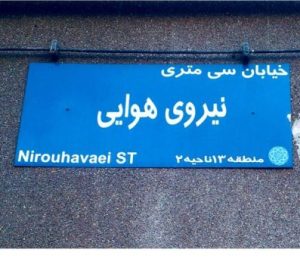 خیابان سی متری
نیروی هوایی
Nirouhavaei ST
منطقه ۱۳ ناحیه ۲